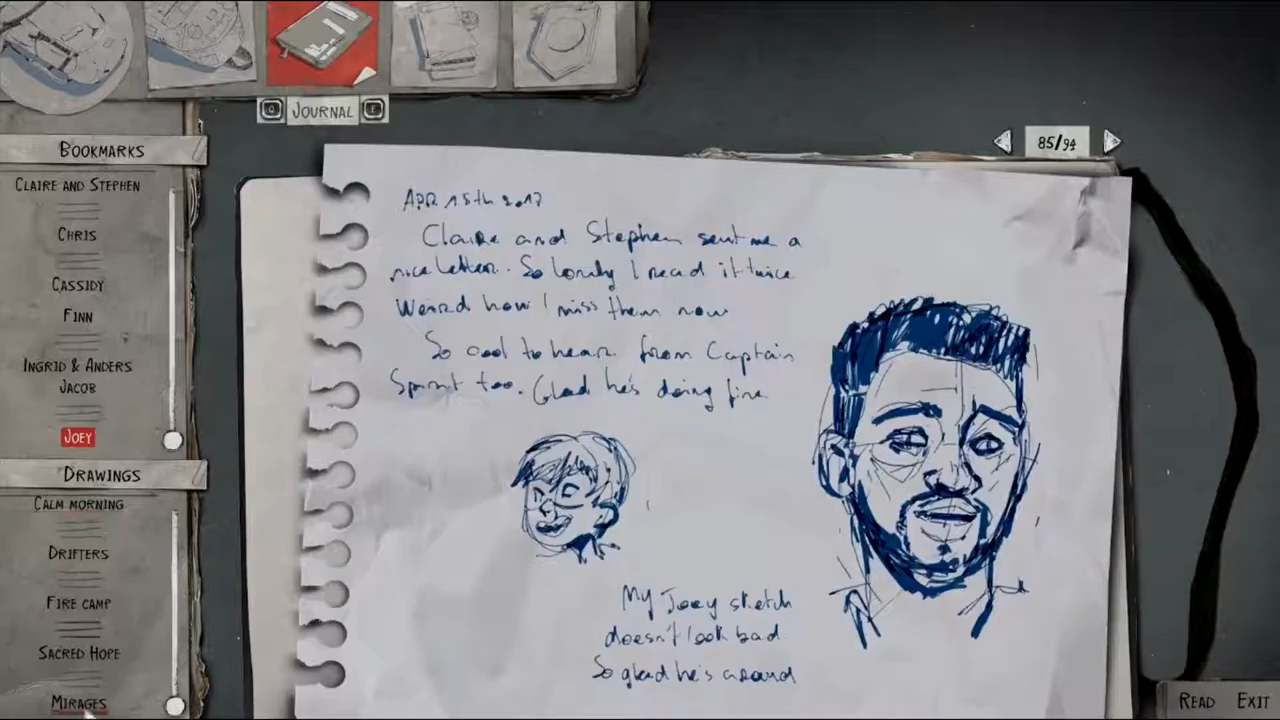 Q JOURNAL E
BOOKMARKS
CLAIRE AND STEPHEN
CHRIS
CASSIDY
FINN
INGRID & ANDERS
JACOB
JOEY
DRAWINGS
CALM MORNING
DRIFTERS
FIRE CAMP
SACRED HOPE
MIRAGES
85/94
APR 15th 2017
Claire and Stephen sent me a
nice letter. So lovely I read it twice
Weird how I miss them now
So cool to hear from Captain
Spirit too. Glad he's doing fine.
My Joey sketch
doesn't look bad
So glad he's around
READ EXIT